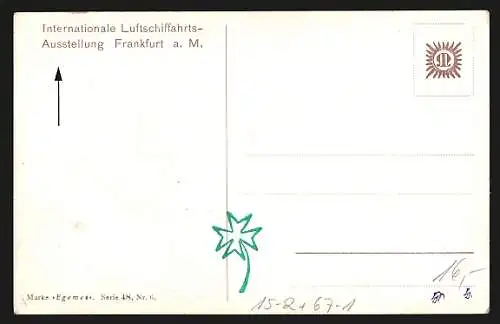 Internationale Luftschiffahrts-
Ausstellung Frankfurt a. M.
M
16,-
Marke »Egemes«. Serie 48, Nr. 6.
15-2+67-1